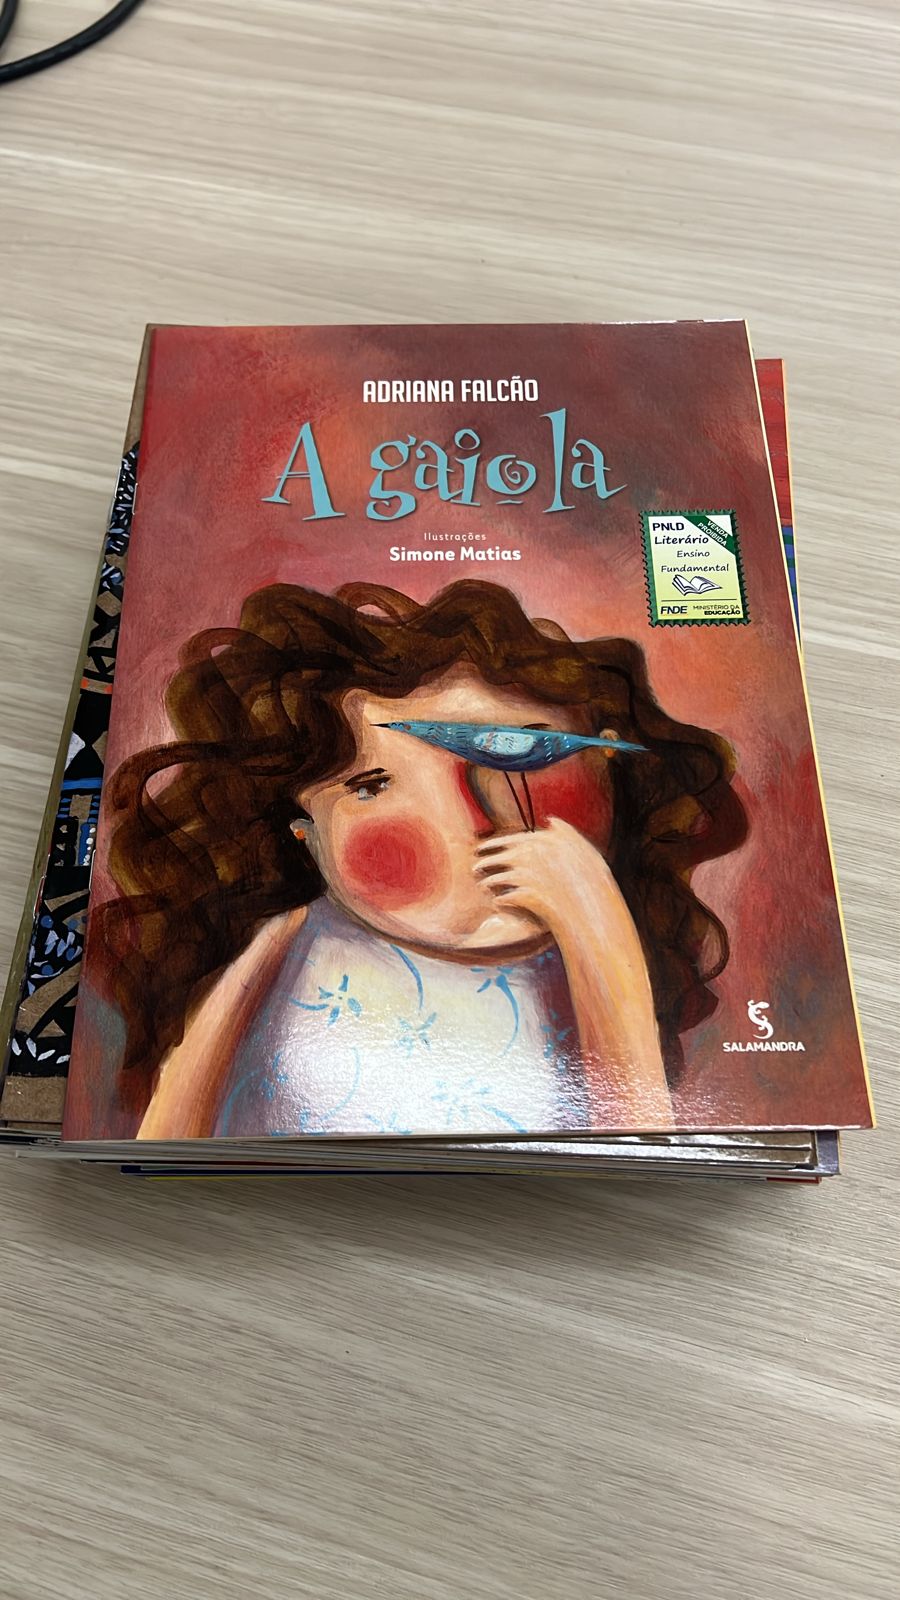 ADRIANA FALCÃO
A gaiola
Ilustrações
Simone Matias
PNLD
Literário
Ensino
Fundamental
VENDA
PROIBIDA
FNDE
MINISTÉRIO DA
EDUCAÇÃO
SALAMANDRA